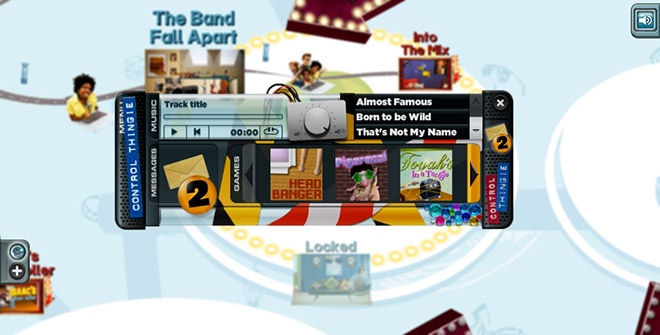 The Band
Fall Apart
Into
The Mix
MENU
CONTROL THINGIE
MUSIC
Track title
00:00
Almost Famous
Born to be Wild
That's Not My Name
MESSAGES
2
GAMES
HEAD
BANGER
2
CONTROL
THINGIE
Locked